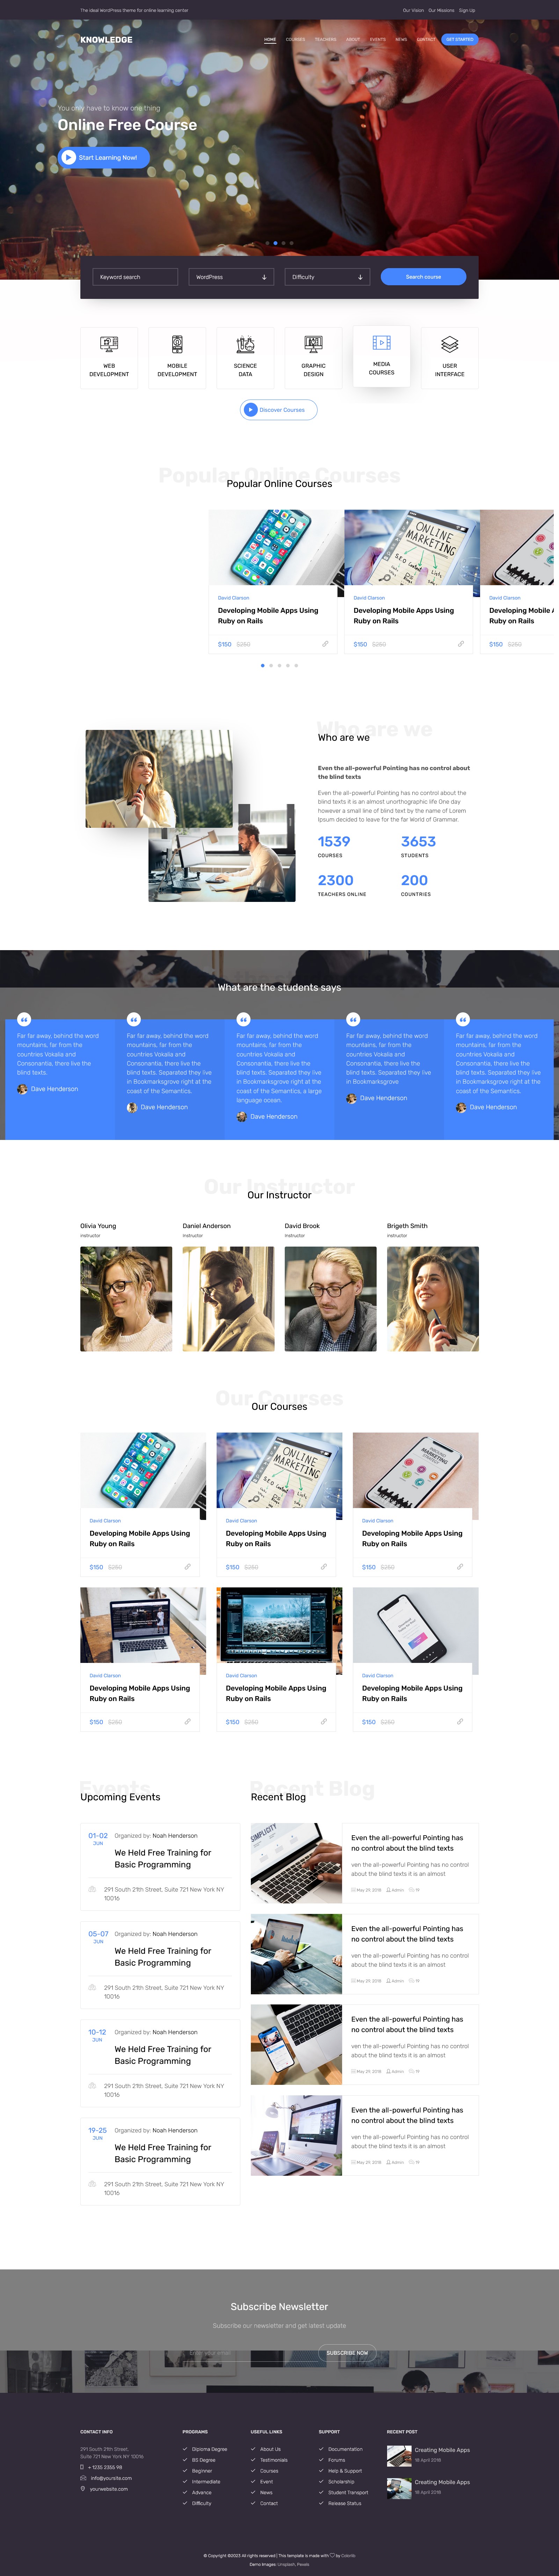 The ideal WordPress theme for online learning center
Our Vision Our Missions Sign Up
KNOWLEDGE
HOME COURSES TEACHERS ABOUT EVENTS NEWS CONTACT GET STARTED
You only have to know one thing
Online Free Course
Start Learning Now!
Keyword search
WordPress
Difficulty
Search course
WEB
DEVELOPMENT
MOBILE
DEVELOPMENT
SCIENCE
DATA
GRAPHIC
DESIGN
MEDIA
COURSES
USER
INTERFACE
Discover Courses
Popular Online Courses
Popular Online Courses
ONLINE
MARKETING
David Clarson
Developing Mobile Apps Using
Ruby on Rails
$150 $250
David Clarson
Developing Mobile Apps Using
Ruby on Rails
$150 $250
David Clarson
Developing Mobile A
Ruby on Rails
$150 $250
Who are we
Who are we
Even the all-powerful Pointing has no control about
the blind texts
Even the all-powerful Pointing has no control about the
blind texts it is an almost unorthographic life One day
however a small line of blind text by the name of Lorem
Ipsum decided to leave for the far World of Grammar.
1539
COURSES
3653
STUDENTS
2300
TEACHERS ONLINE
200
COUNTRIES
What are the students says
Far far away, behind the word
mountains, far from the
countries Vokalia and
Consonantia, there live the
blind texts.
Dave Henderson
Far far away, behind the word
mountains, far from the
countries Vokalia and
Consonantia, there live the
blind texts. Separated they live
in Bookmarksgrove right at the
coast of the Semantics.
Dave Henderson
Far far away, behind the word
mountains, far from the
countries Vokalia and
Consonantia, there live the
blind texts. Separated they live
in Bookmarksgrove right at the
coast of the Semantics, a large
language ocean.
Dave Henderson
Far far away, behind the word
mountains, far from the
countries Vokalia and
Consonantia, there live the
blind texts. Separated they live
in Bookmarksgrove
Dave Henderson
Far far away, behind the word
mountains, far from the
countries Vokalia and
Consonantia, there live the
blind texts. Separated they live
in Bookmarksgrove right at the
coast of the Semantics.
Dave Henderson
Our Instructor
Our Instructor
Olivia Young
instructor
Daniel Anderson
instructor
David Brook
instructor
Brigeth Smith
instructor
Our Courses
Our Courses
ONLINE
MARKETING
David Clarson
Developing Mobile Apps Using
Ruby on Rails
$150 $250
David Clarson
Developing Mobile Apps Using
Ruby on Rails
$150 $250
David Clarson
Developing Mobile Apps Using
Ruby on Rails
$150 $250
David Clarson
Developing Mobile Apps Using
Ruby on Rails
$150 $250
David Clarson
Developing Mobile Apps Using
Ruby on Rails
$150 $250
David Clarson
Developing Mobile Apps Using
Ruby on Rails
$150 $250
Events
Upcoming Events
01-02
JUN
Organized by: Noah Henderson
We Held Free Training for
Basic Programming
291 South 21th Street, Suite 721 New York NY
10016
05-07
JUN
Organized by: Noah Henderson
We Held Free Training for
Basic Programming
291 South 21th Street, Suite 721 New York NY
10016
10-12
JUN
Organized by: Noah Henderson
We Held Free Training for
Basic Programming
291 South 21th Street, Suite 721 New York NY
10016
19-25
JUN
Organized by: Noah Henderson
We Held Free Training for
Basic Programming
291 South 21th Street, Suite 721 New York NY
10016
Recent Blog
Recent Blog
SIMPLICITY
Even the all-powerful Pointing has
no control about the blind texts
ven the all-powerful Pointing has no control
about the blind texts it is an almost
May 29, 2018 Admin 19
Even the all-powerful Pointing has
no control about the blind texts
ven the all-powerful Pointing has no control
about the blind texts it is an almost
May 29, 2018 Admin 19
Even the all-powerful Pointing has
no control about the blind texts
ven the all-powerful Pointing has no control
about the blind texts it is an almost
May 29, 2018 Admin 19
Even the all-powerful Pointing has
no control about the blind texts
ven the all-powerful Pointing has no control
about the blind texts it is an almost
May 29, 2018 Admin 19
Subscribe Newsletter
Subscribe our newsletter and get latest update
Enter your email
SUBSCRIBE NOW
CONTACT INFO
291 South 21th Street,
Suite 721 New York NY 10016
+ 1235 2355 98
info@yoursite.com
yourwebsite.com
PROGRAMS
Diploma Degree
BS Degree
Beginner
Intermediate
Advance
Difficulty
USEFUL LINKS
About Us
Testimonials
Courses
Event
News
Contact
SUPPORT
Documentation
Forums
Help & Support
Scholarship
Student Transport
Release Status
RECENT POST
Creating Mobile Apps
18 April 2018
Creating Mobile Apps
18 April 2018
© Copyright ©2023 All rights reserved | This template is made with by Colorlib
Demo Images: Unsplash, Pexels